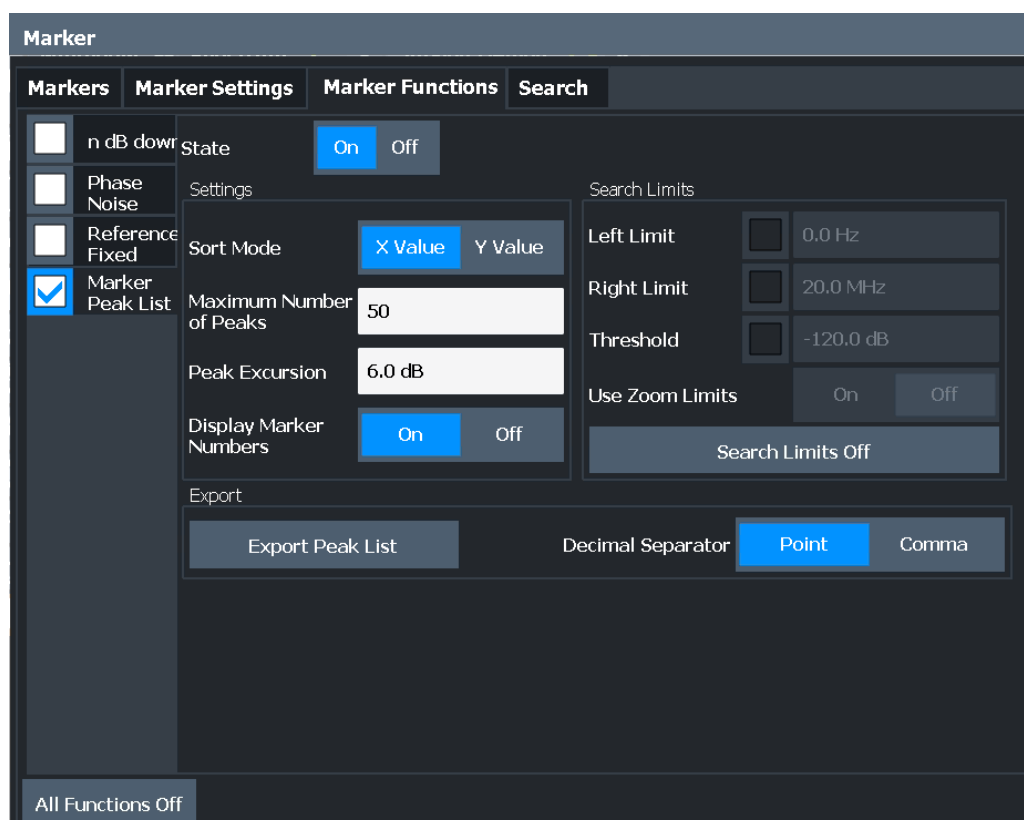 Marker
Markers Marker Settings Marker Functions Search
n dB down
Phase
Noise
Reference
Fixed
Marker
Peak List
State On Off
Settings
Sort Mode X Value Y Value
Maximum Number
of Peaks
50
Peak Excursion 6.0 dB
Display Marker
Numbers
On Off
Search Limits
Left Limit 0.0 Hz
Right Limit 20.0 MHz
Threshold -120.0 dB
Use Zoom Limits On Off
Search Limits Off
Export
Export Peak List Decimal Separator Point Comma
All Functions Off